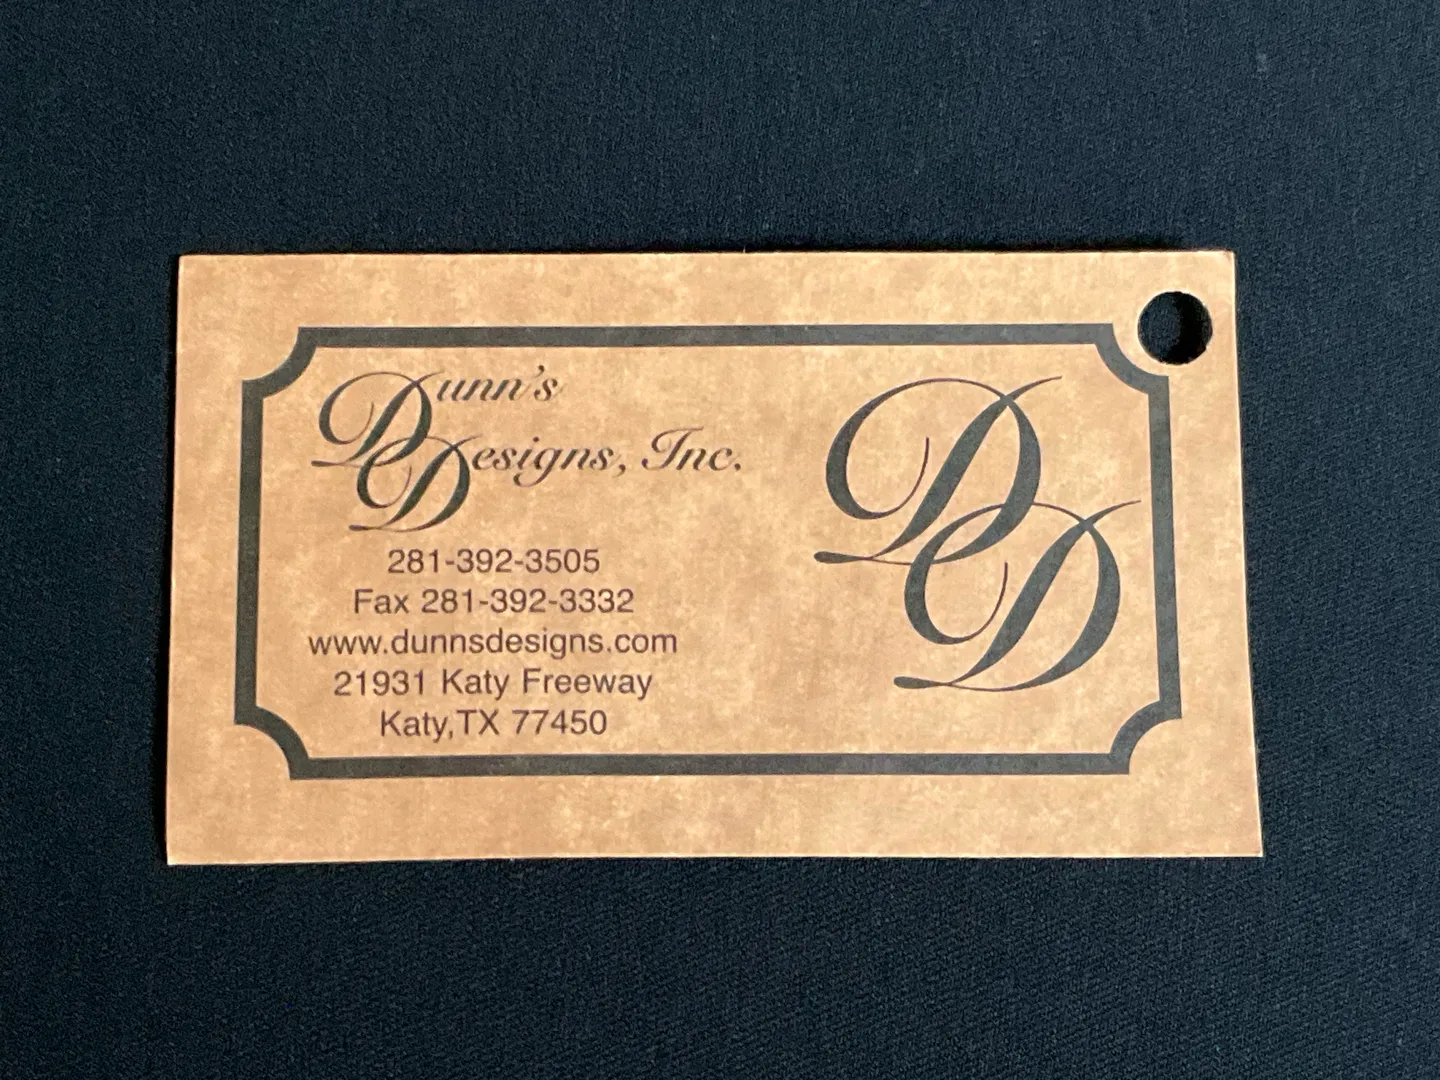 Dunn's
Designs, Inc.
281-392-3505
Fax 281-392-3332
www.dunnsdesigns.com
21931 Katy Freeway
Katy,TX 77450
DD